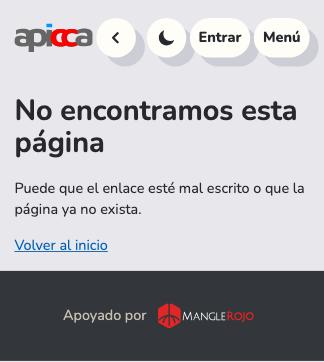 apicca
Entrar
Menú
No encontramos esta
página
Puede que el enlace esté mal escrito o que la
página ya no exista.
Volver al inicio
Apoyado por
MANGLEROJO